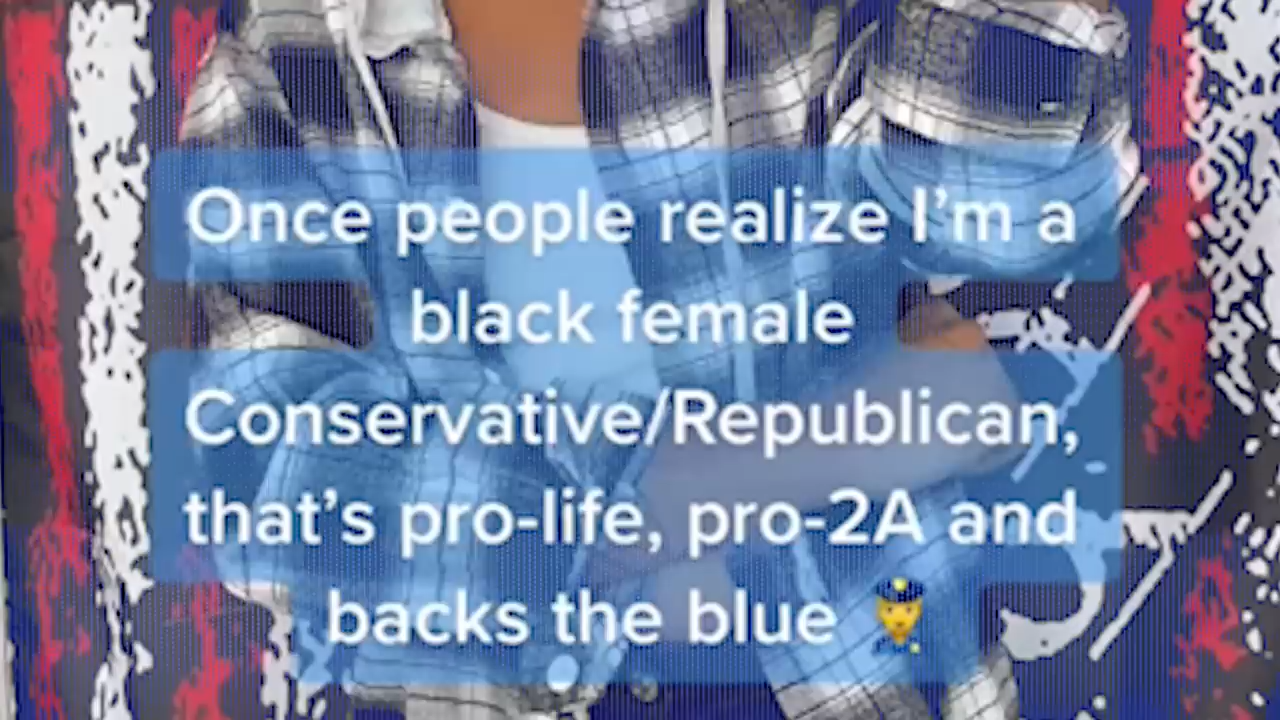 Once people realize I’m a
black female
Conservative/Republican,
that’s pro-life, pro-2A and
backs the blue 👮